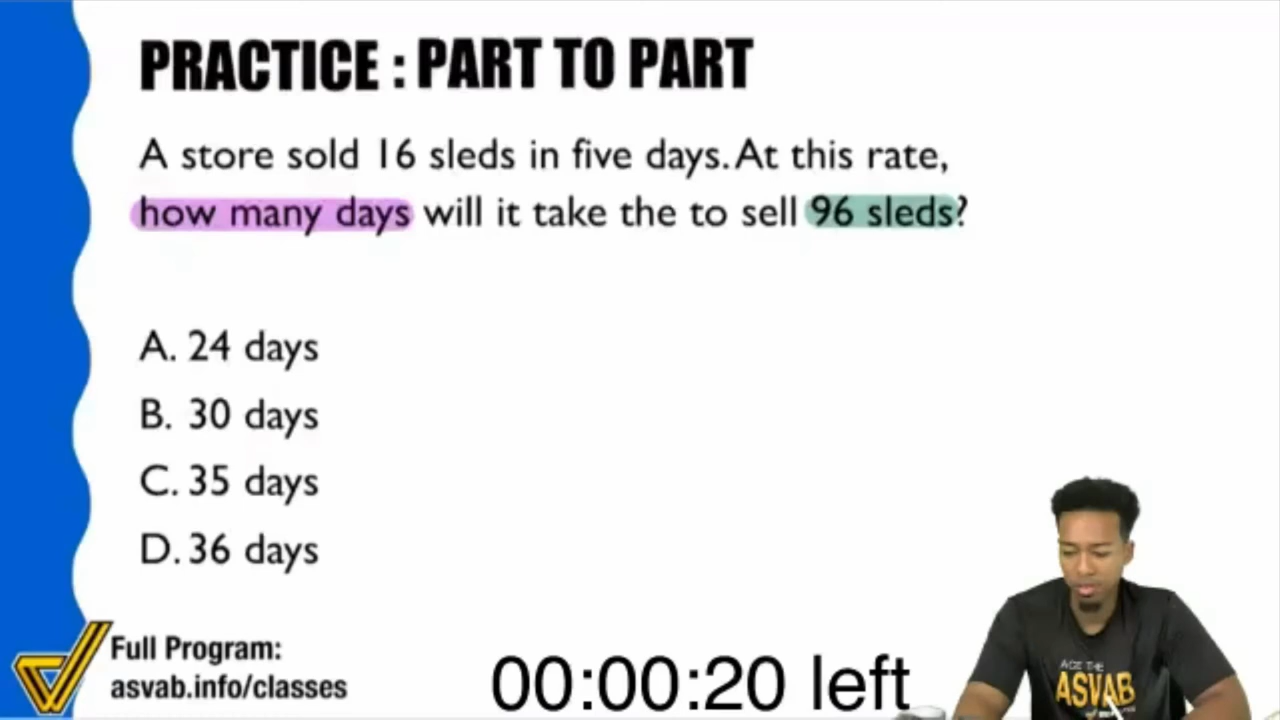 PRACTICE : PART TO PART
A store sold 16 sleds in five days. At this rate,
how many days will it take the to sell 96 sleds?
A. 24 days
B. 30 days
C. 35 days
D. 36 days
Full Program:
asvab.info/classes
00:00:20 left
ACE THE
ASVAB